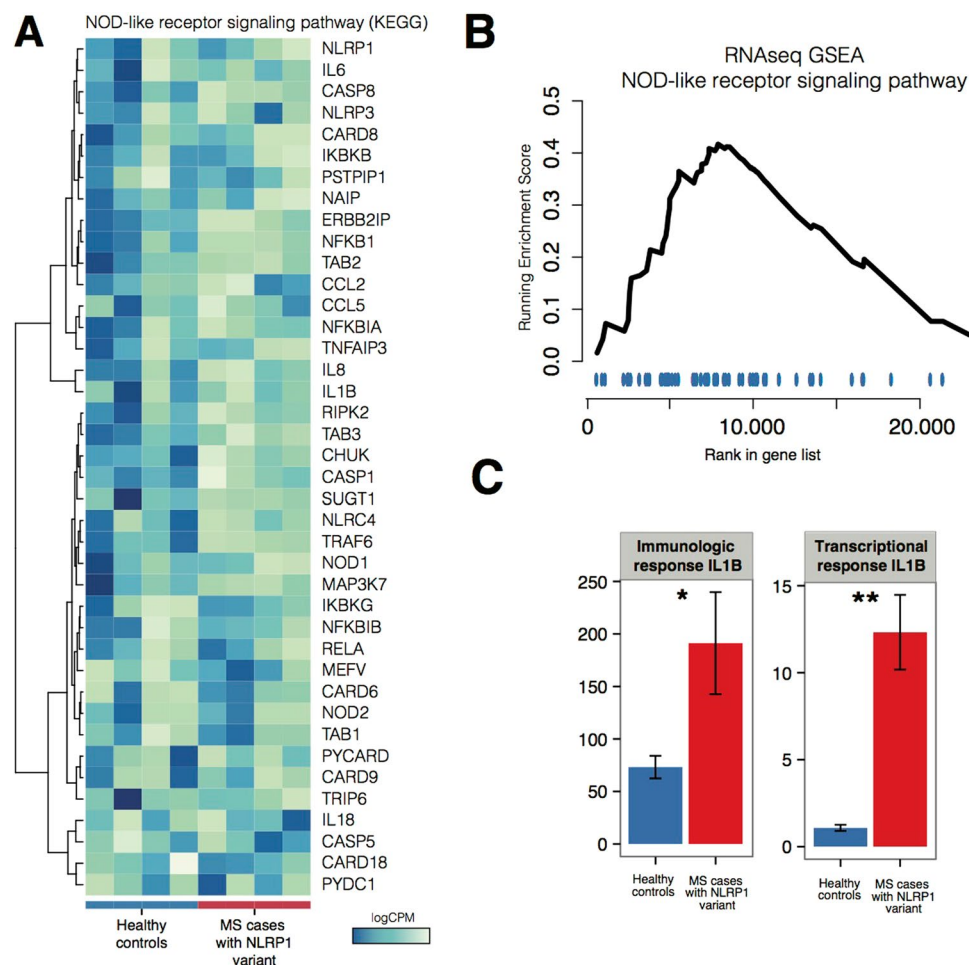 A
NOD-like receptor signaling pathway (KEGG)
NLRP1
IL6
CASP8
NLRP3
CARD8
IKBKB
PSTPIP1
NAIP
ERBB2IP
NFKB1
TAB2
CCL2
CCL5
NFKBIA
TNFAIP3
IL8
IL1B
RIPK2
TAB3
CHUK
CASP1
SUGT1
NLRC4
TRAF6
NOD1
MAP3K7
IKBKG
NFKBIB
RELA
MEFV
CARD6
NOD2
TAB1
PYCARD
CARD9
TRIP6
IL18
CASP5
CARD18
PYDC1
Healthy
controls
MS cases
with NLRP1
variant
logCPM
B
RNAseq GSEA
NOD-like receptor signaling pathway
Running Enrichment Score
0.5
0.4
0.3
0.2
0.1
0.0
0
10.000
20.000
Rank in gene list
C
Immunologic
response IL1B
250
200
150
100
50
0
*
Healthy
controls
MS cases
with NLRP1
variant
Transcriptional
response IL1B
15
10
5
0
**
Healthy
controls
MS cases
with NLRP1
variant